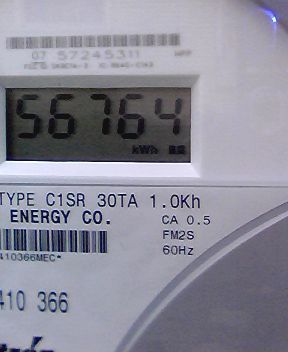 07 57245311
56764
kWh
TYPE C1SR 30TA 1.0Kh
ENERGY CO. CA 0.5
FM2S
60Hz
410366MEC*
410 366